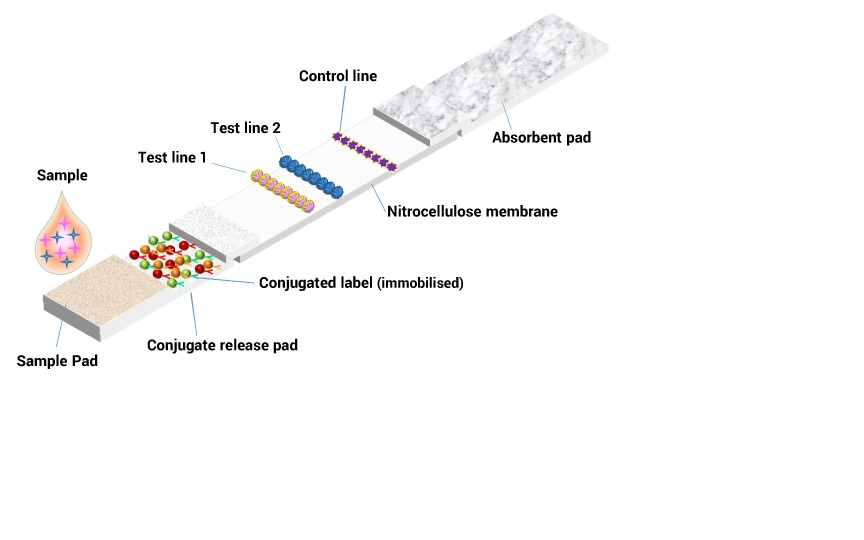 Control line
Test line 2
Absorbent pad
Test line 1
Sample
Nitrocellulose membrane
Conjugated label (immobilised)
Conjugate release pad
Sample Pad